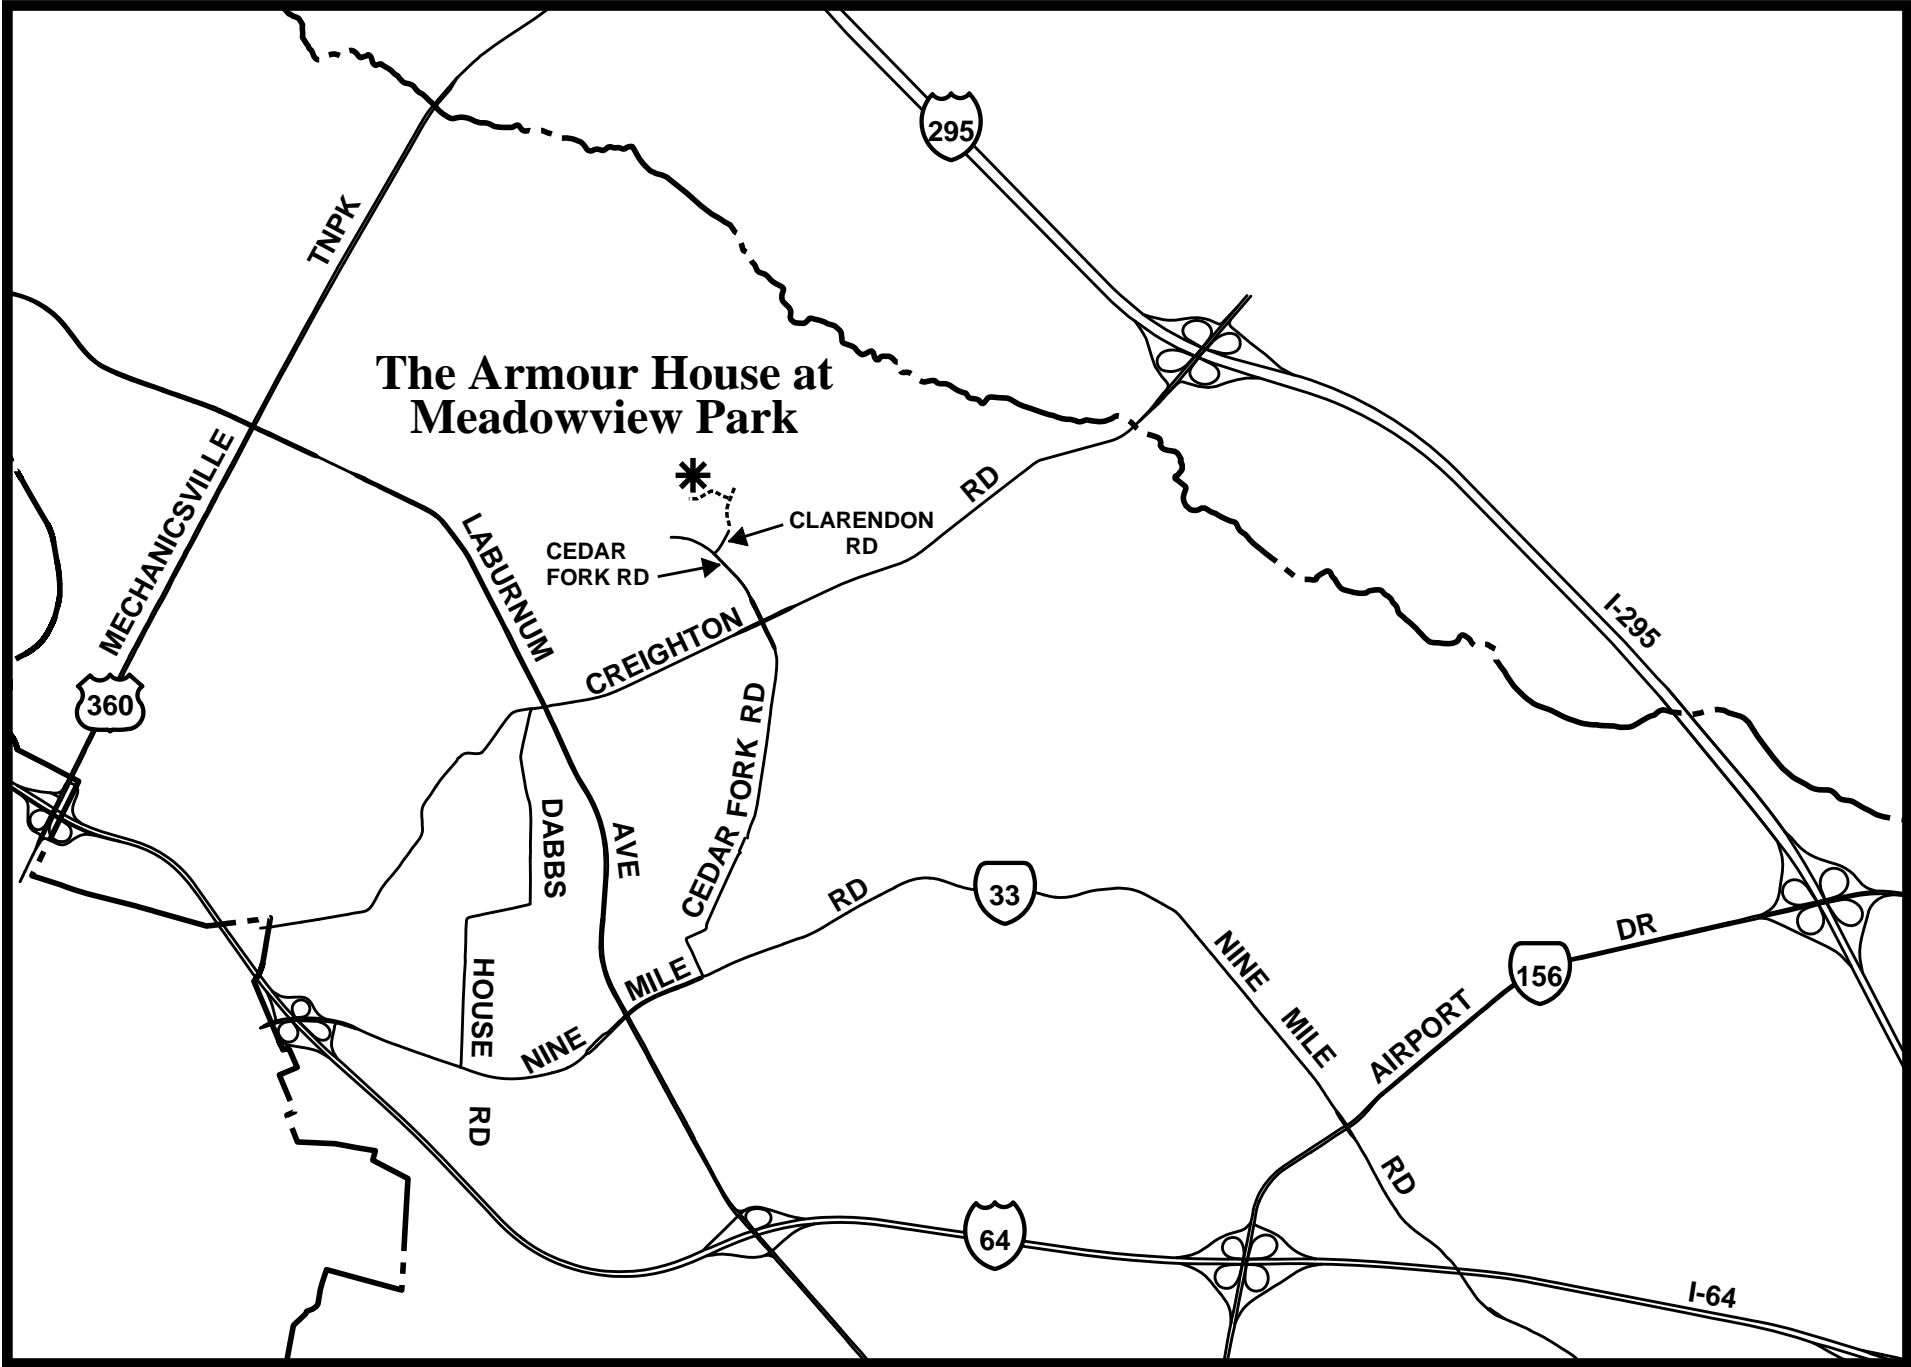 295
TNPK
The Armour House at
Meadowview Park
MECHANICSVILLE
RD
CLARENDON
RD
CEDAR
FORK RD
LABURNUM
CREIGHTON
I-295
360
CEDAR FORK RD
DABBS
AVE
RD
33
MILE
NINE
DR
156
HOUSE
NINE
MILE
AIRPORT
RD
RD
64
I-64